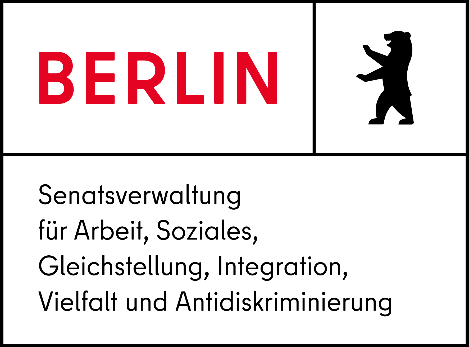 BERLIN
Senatsverwaltung
für Arbeit, Soziales,
Gleichstellung, Integration,
Vielfalt und Antidiskriminierung